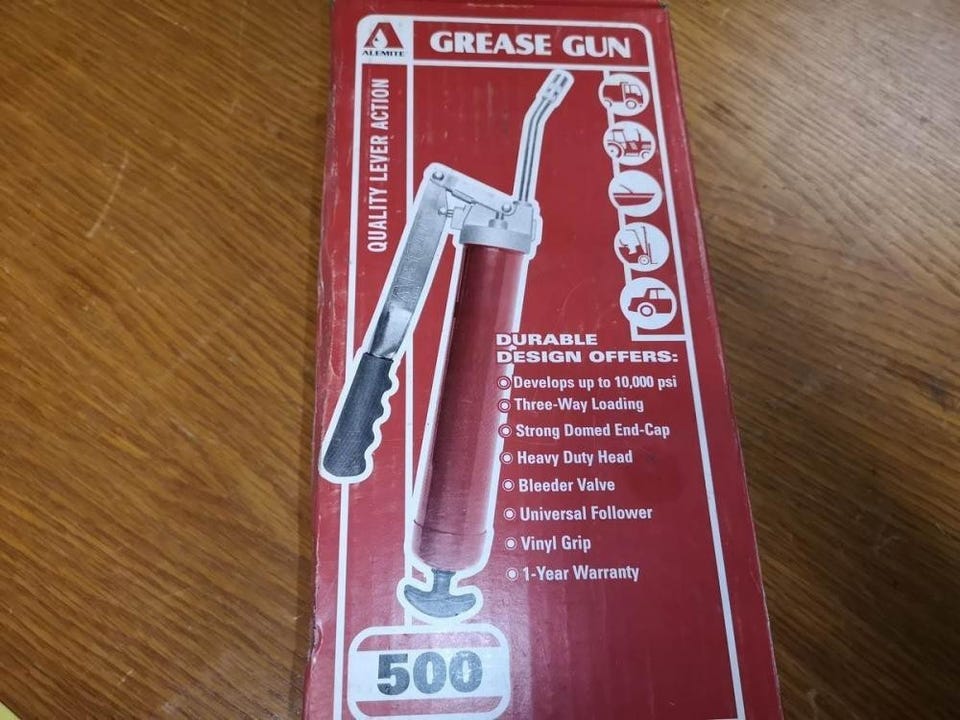 ALEMITE
GREASE GUN
QUALITY LEVER ACTION
DURABLE
DESIGN OFFERS:
Develops up to 10,000 psi
Three-Way Loading
Strong Domed End-Cap
Heavy Duty Head
Bleeder Valve
Universal Follower
Vinyl Grip
1-Year Warranty
500